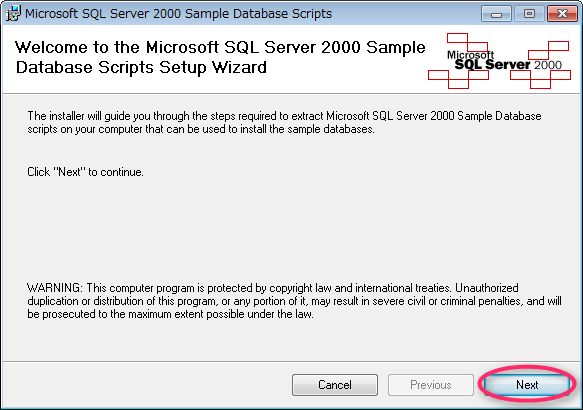 Microsoft SQL Server 2000 Sample Database Scripts
Welcome to the Microsoft SQL Server 2000 Sample
Database Scripts Setup Wizard
Microsoft
SQL Server 2000
The installer will guide you through the steps required to extract Microsoft SQL Server 2000 Sample Database
scripts on your computer that can be used to install the sample databases.
Click "Next" to continue.
WARNING: This computer program is protected by copyright law and international treaties. Unauthorized
duplication or distribution of this program, or any portion of it, may result in severe civil or criminal penalties, and will
be prosecuted to the maximum extent possible under the law.
Cancel
Previous
Next